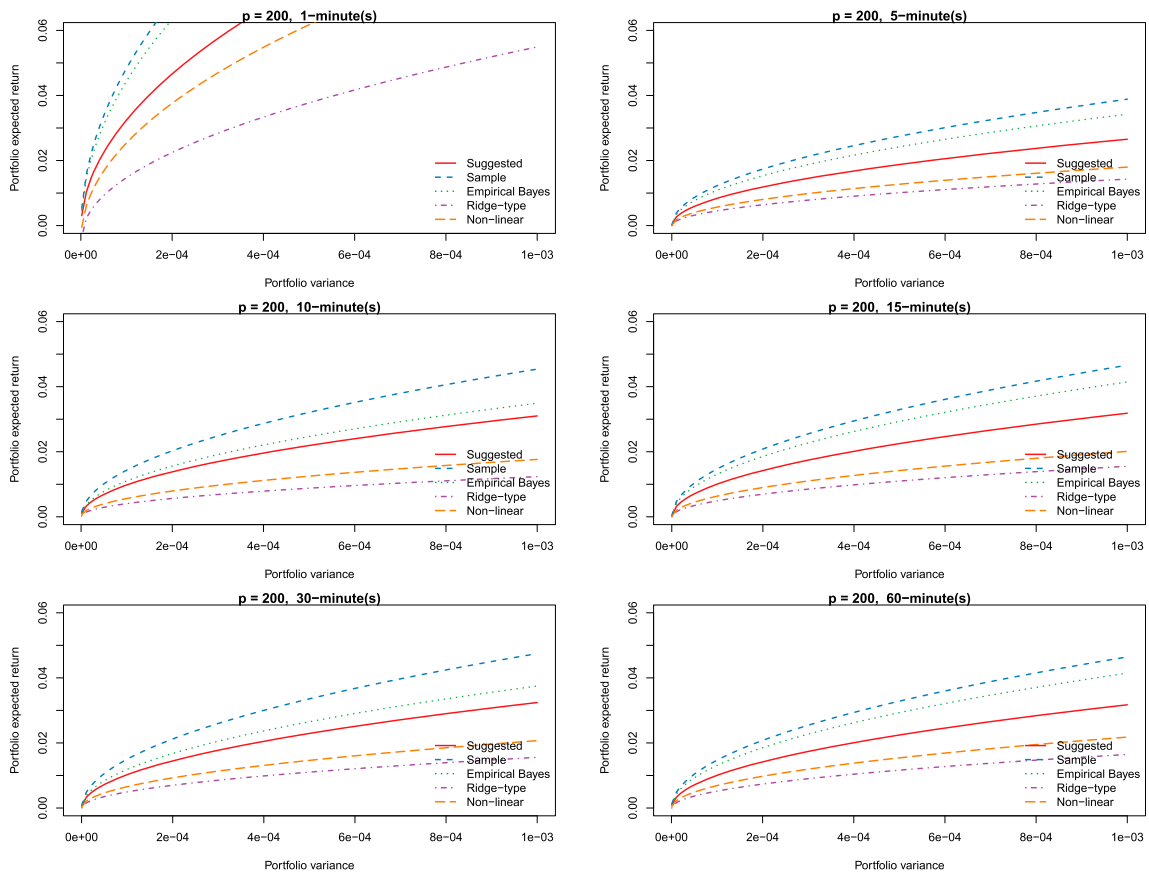 p = 200,  1−minute(s)
Portfolio expected return
0.06
0.04
0.02
0.00
Suggested
Sample
Empirical Bayes
Ridge−type
Non−linear
0e+00 2e−04 4e−04 6e−04 8e−04 1e−03
Portfolio variance
p = 200,  5−minute(s)
Portfolio expected return
0.06
0.04
0.02
0.00
Suggested
Sample
Empirical Bayes
Ridge−type
Non−linear
0e+00 2e−04 4e−04 6e−04 8e−04 1e−03
Portfolio variance
p = 200,  10−minute(s)
Portfolio expected return
0.06
0.04
0.02
0.00
Suggested
Sample
Empirical Bayes
Ridge−type
Non−linear
0e+00 2e−04 4e−04 6e−04 8e−04 1e−03
Portfolio variance
p = 200,  15−minute(s)
Portfolio expected return
0.06
0.04
0.02
0.00
Suggested
Sample
Empirical Bayes
Ridge−type
Non−linear
0e+00 2e−04 4e−04 6e−04 8e−04 1e−03
Portfolio variance
p = 200,  30−minute(s)
Portfolio expected return
0.06
0.04
0.02
0.00
Suggested
Sample
Empirical Bayes
Ridge−type
Non−linear
0e+00 2e−04 4e−04 6e−04 8e−04 1e−03
Portfolio variance
p = 200,  60−minute(s)
Portfolio expected return
0.06
0.04
0.02
0.00
Suggested
Sample
Empirical Bayes
Ridge−type
Non−linear
0e+00 2e−04 4e−04 6e−04 8e−04 1e−03
Portfolio variance